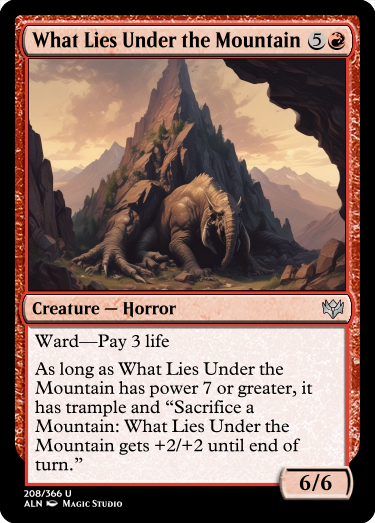 What Lies Under the Mountain 5
Creature — Horror
Ward—Pay 3 life
As long as What Lies Under the
Mountain has power 7 or greater, it
has trample and “Sacrifice a
Mountain: What Lies Under the
Mountain gets +2/+2 until end of
turn.”
6/6
208/366 U
ALN Magic Studio